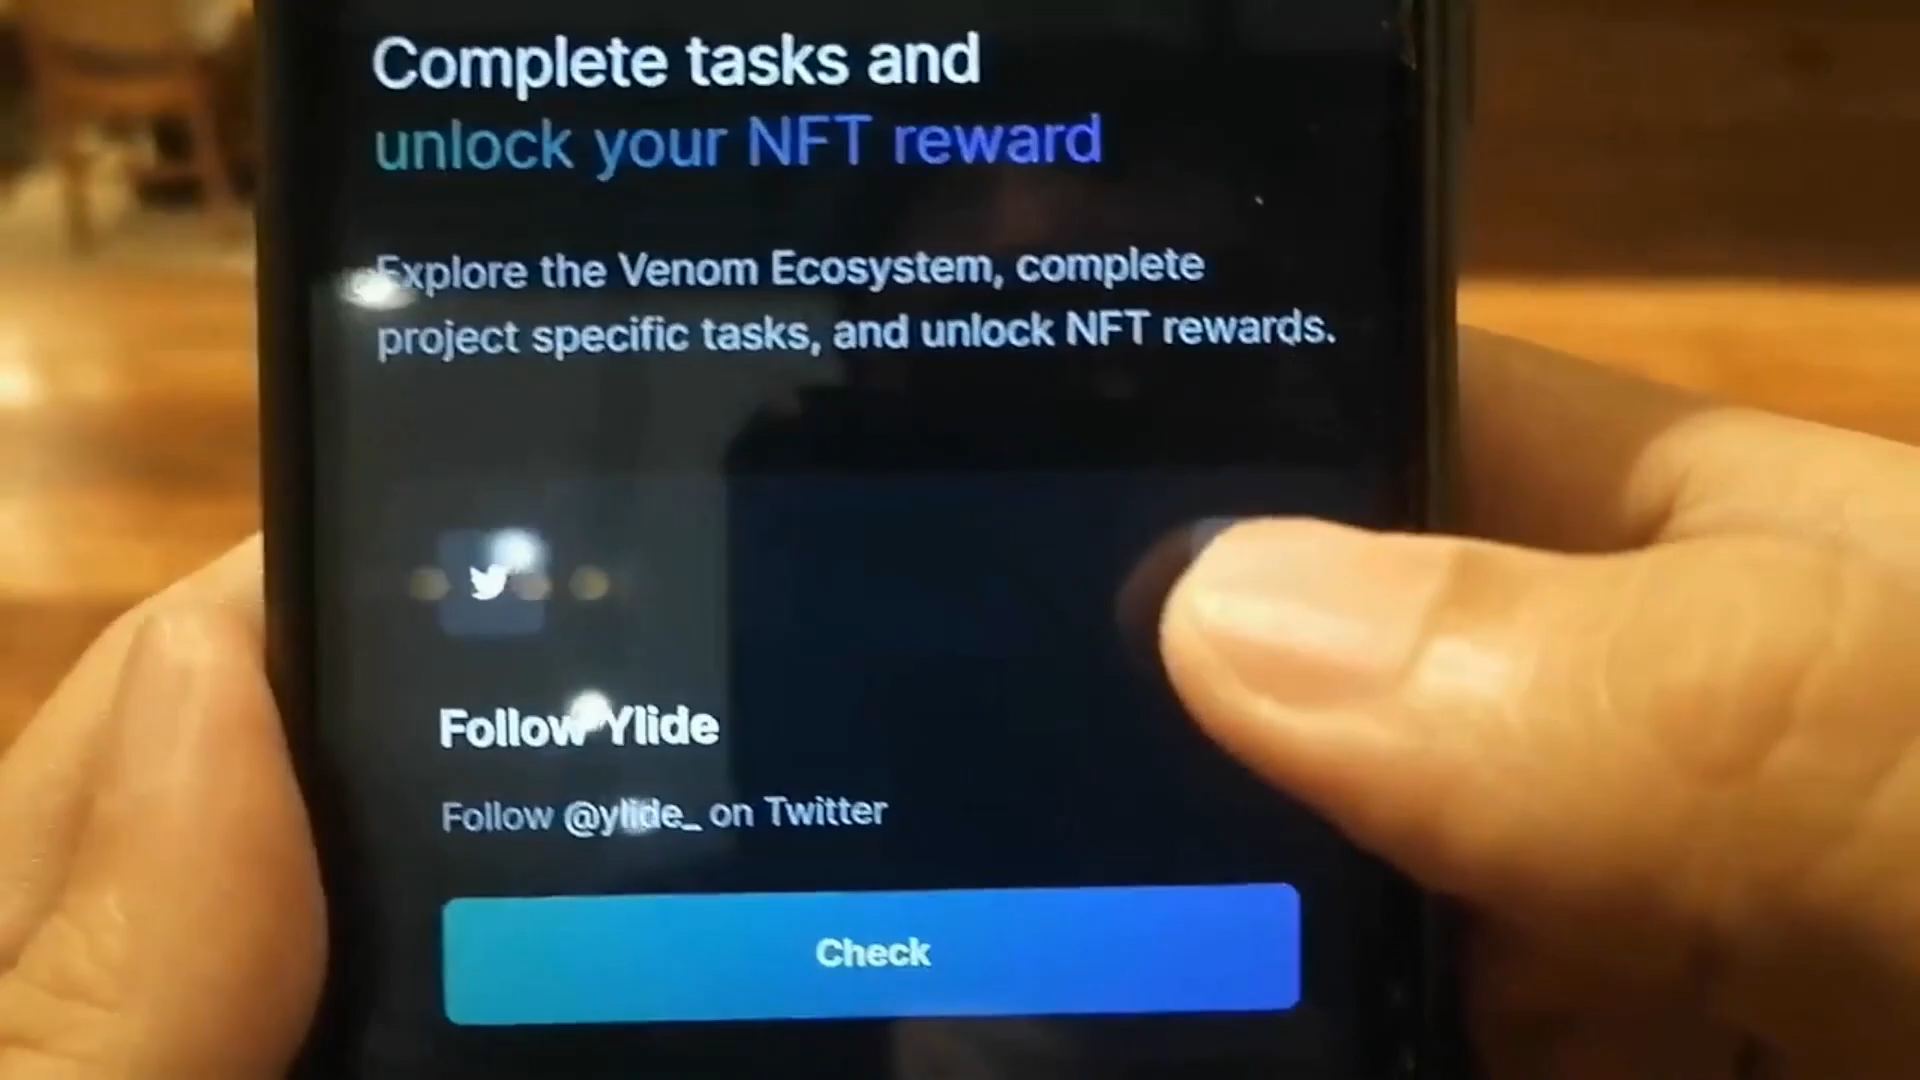 Complete tasks and
unlock your NFT reward
Explore the Venom Ecosystem, complete
project specific tasks, and unlock NFT rewards.
Follow Ylide
Follow @ylide_ on Twitter
Check